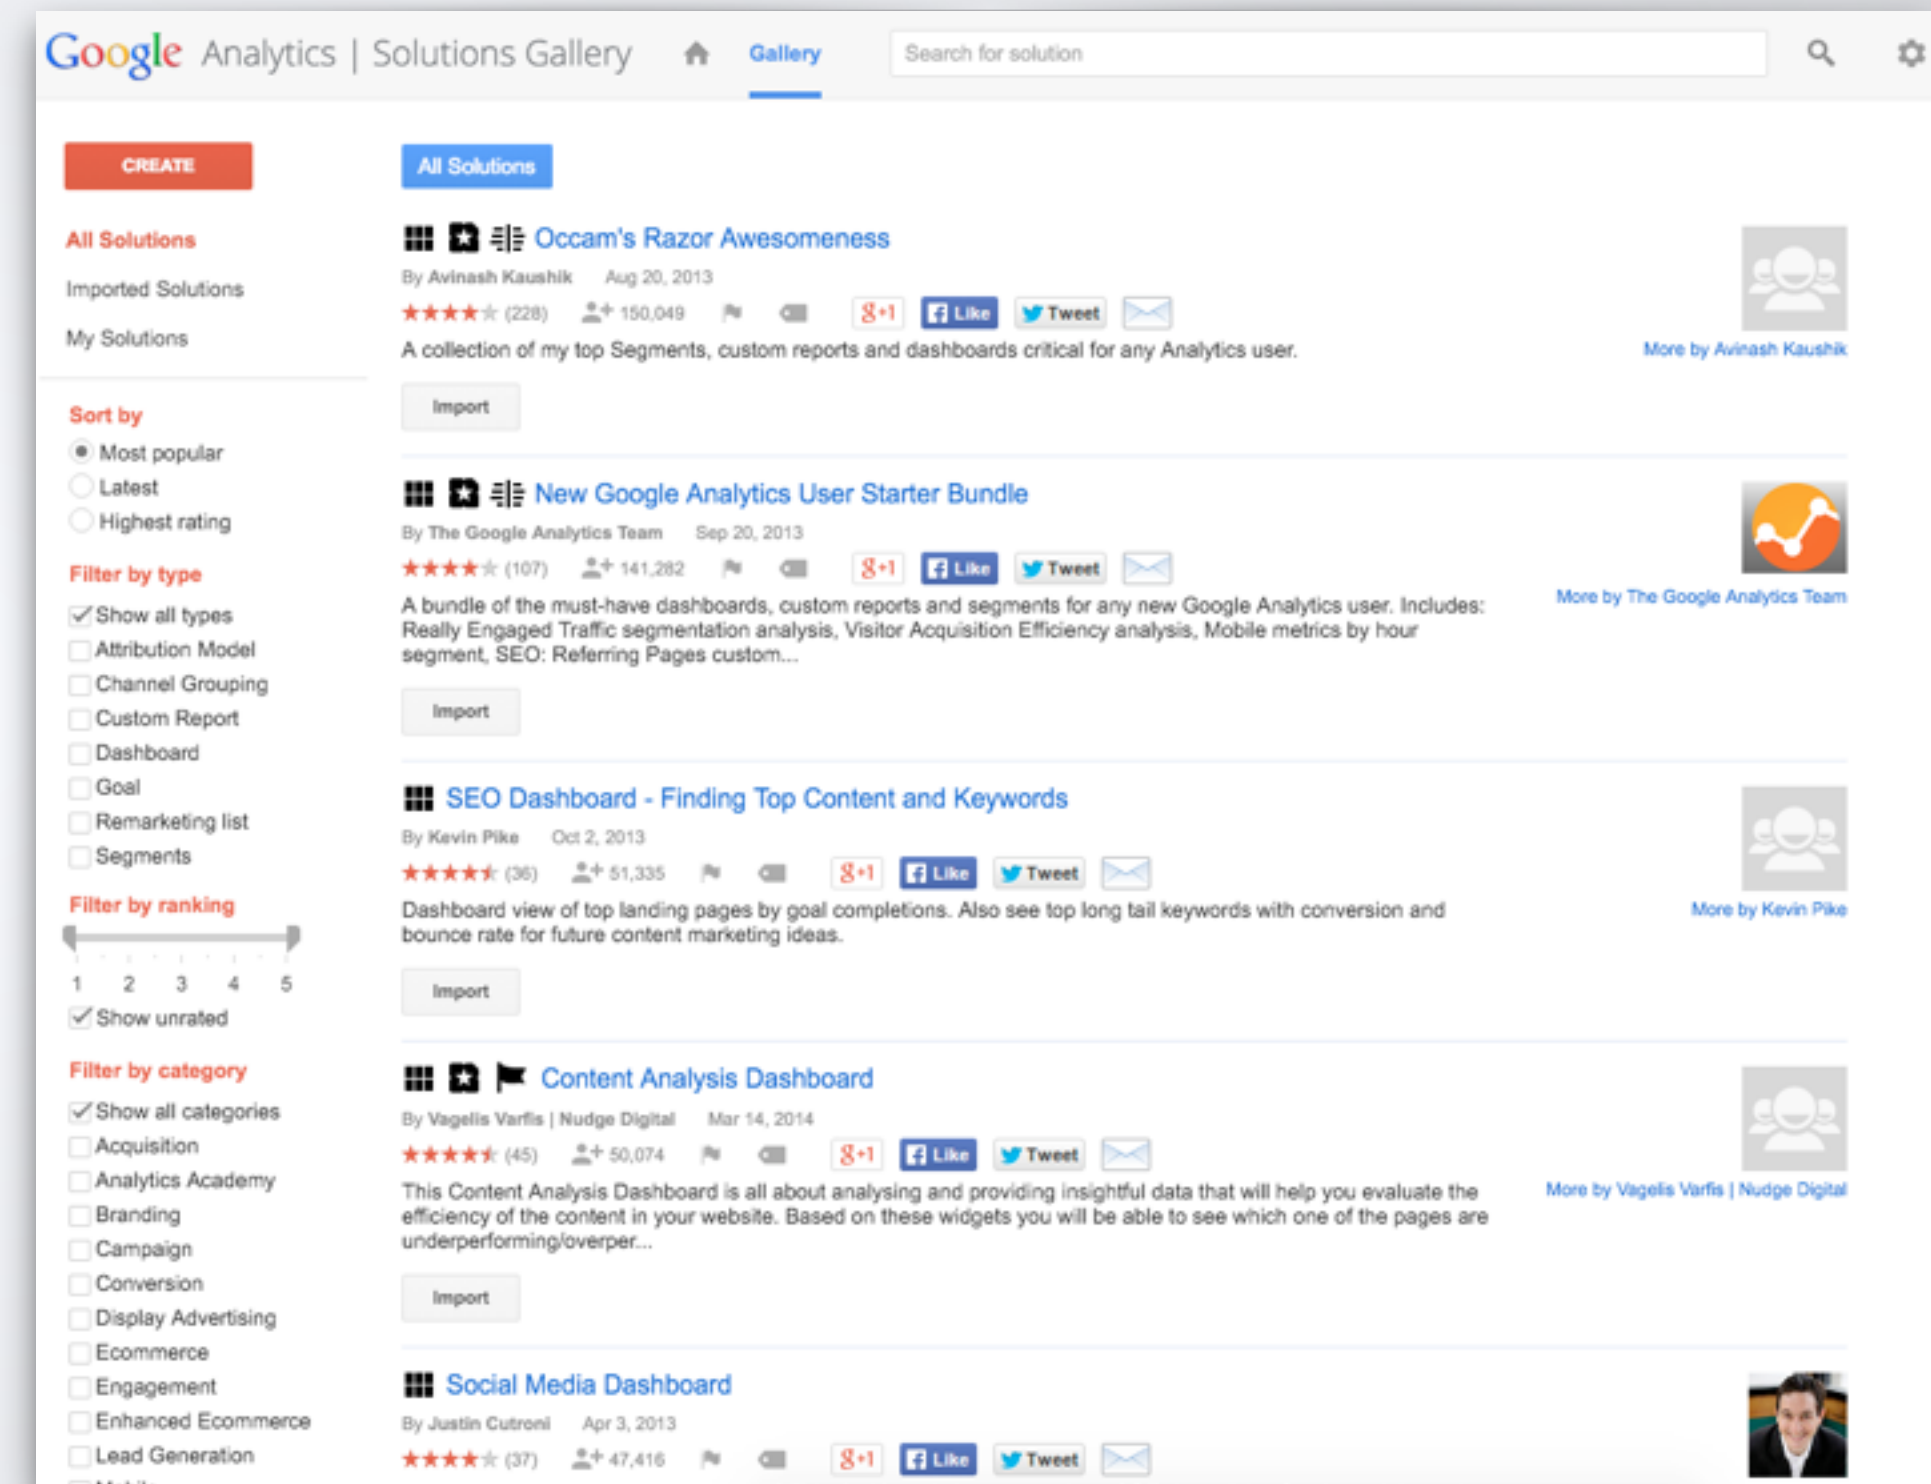 Google Analytics | Solutions Gallery
Gallery
Search for solution
CREATE
All Solutions
Imported Solutions
My Solutions
Sort by
Most popular
Latest
Highest rating
Filter by type
Show all types
Attribution Model
Channel Grouping
Custom Report
Dashboard
Goal
Remarketing list
Segments
Filter by ranking
1 2 3 4 5
Show unrated
Filter by category
Show all categories
Acquisition
Analytics Academy
Branding
Campaign
Conversion
Display Advertising
Ecommerce
Engagement
Enhanced Ecommerce
Lead Generation
All Solutions
Occam's Razor Awesomeness
By Avinash Kaushik Aug 20, 2013
(228) 150,049 g+1 Like Tweet
A collection of my top Segments, custom reports and dashboards critical for any Analytics user.
Import
More by Avinash Kaushik
New Google Analytics User Starter Bundle
By The Google Analytics Team Sep 20, 2013
(107) 141,282 g+1 Like Tweet
A bundle of the must-have dashboards, custom reports and segments for any new Google Analytics user. Includes:
Really Engaged Traffic segmentation analysis, Visitor Acquisition Efficiency analysis, Mobile metrics by hour
segment, SEO: Referring Pages custom...
Import
More by The Google Analytics Team
SEO Dashboard - Finding Top Content and Keywords
By Kevin Pike Oct 2, 2013
(36) 51,335 g+1 Like Tweet
Dashboard view of top landing pages by goal completions. Also see top long tail keywords with conversion and
bounce rate for future content marketing ideas.
Import
More by Kevin Pike
Content Analysis Dashboard
By Vagelis Varfis | Nudge Digital Mar 14, 2014
(45) 50,074 g+1 Like Tweet
This Content Analysis Dashboard is all about analysing and providing insightful data that will help you evaluate the
efficiency of the content in your website. Based on these widgets you will be able to see which one of the pages are
underperforming/overper...
Import
More by Vagelis Varfis | Nudge Digital
Social Media Dashboard
By Justin Cutroni Apr 3, 2013
(37) 47,416 g+1 Like Tweet